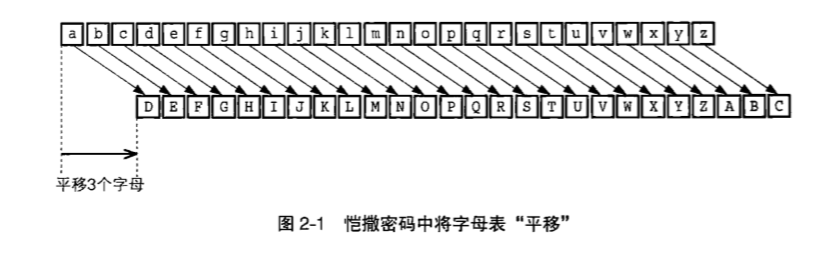 a b c d e f g h i j k l m n o p q r s t u v w x y z
D E F G H I J K L M N O P Q R S T U V W X Y Z A B C
平移3个字母
图 2-1 恺撒密码中将字母表“平移”